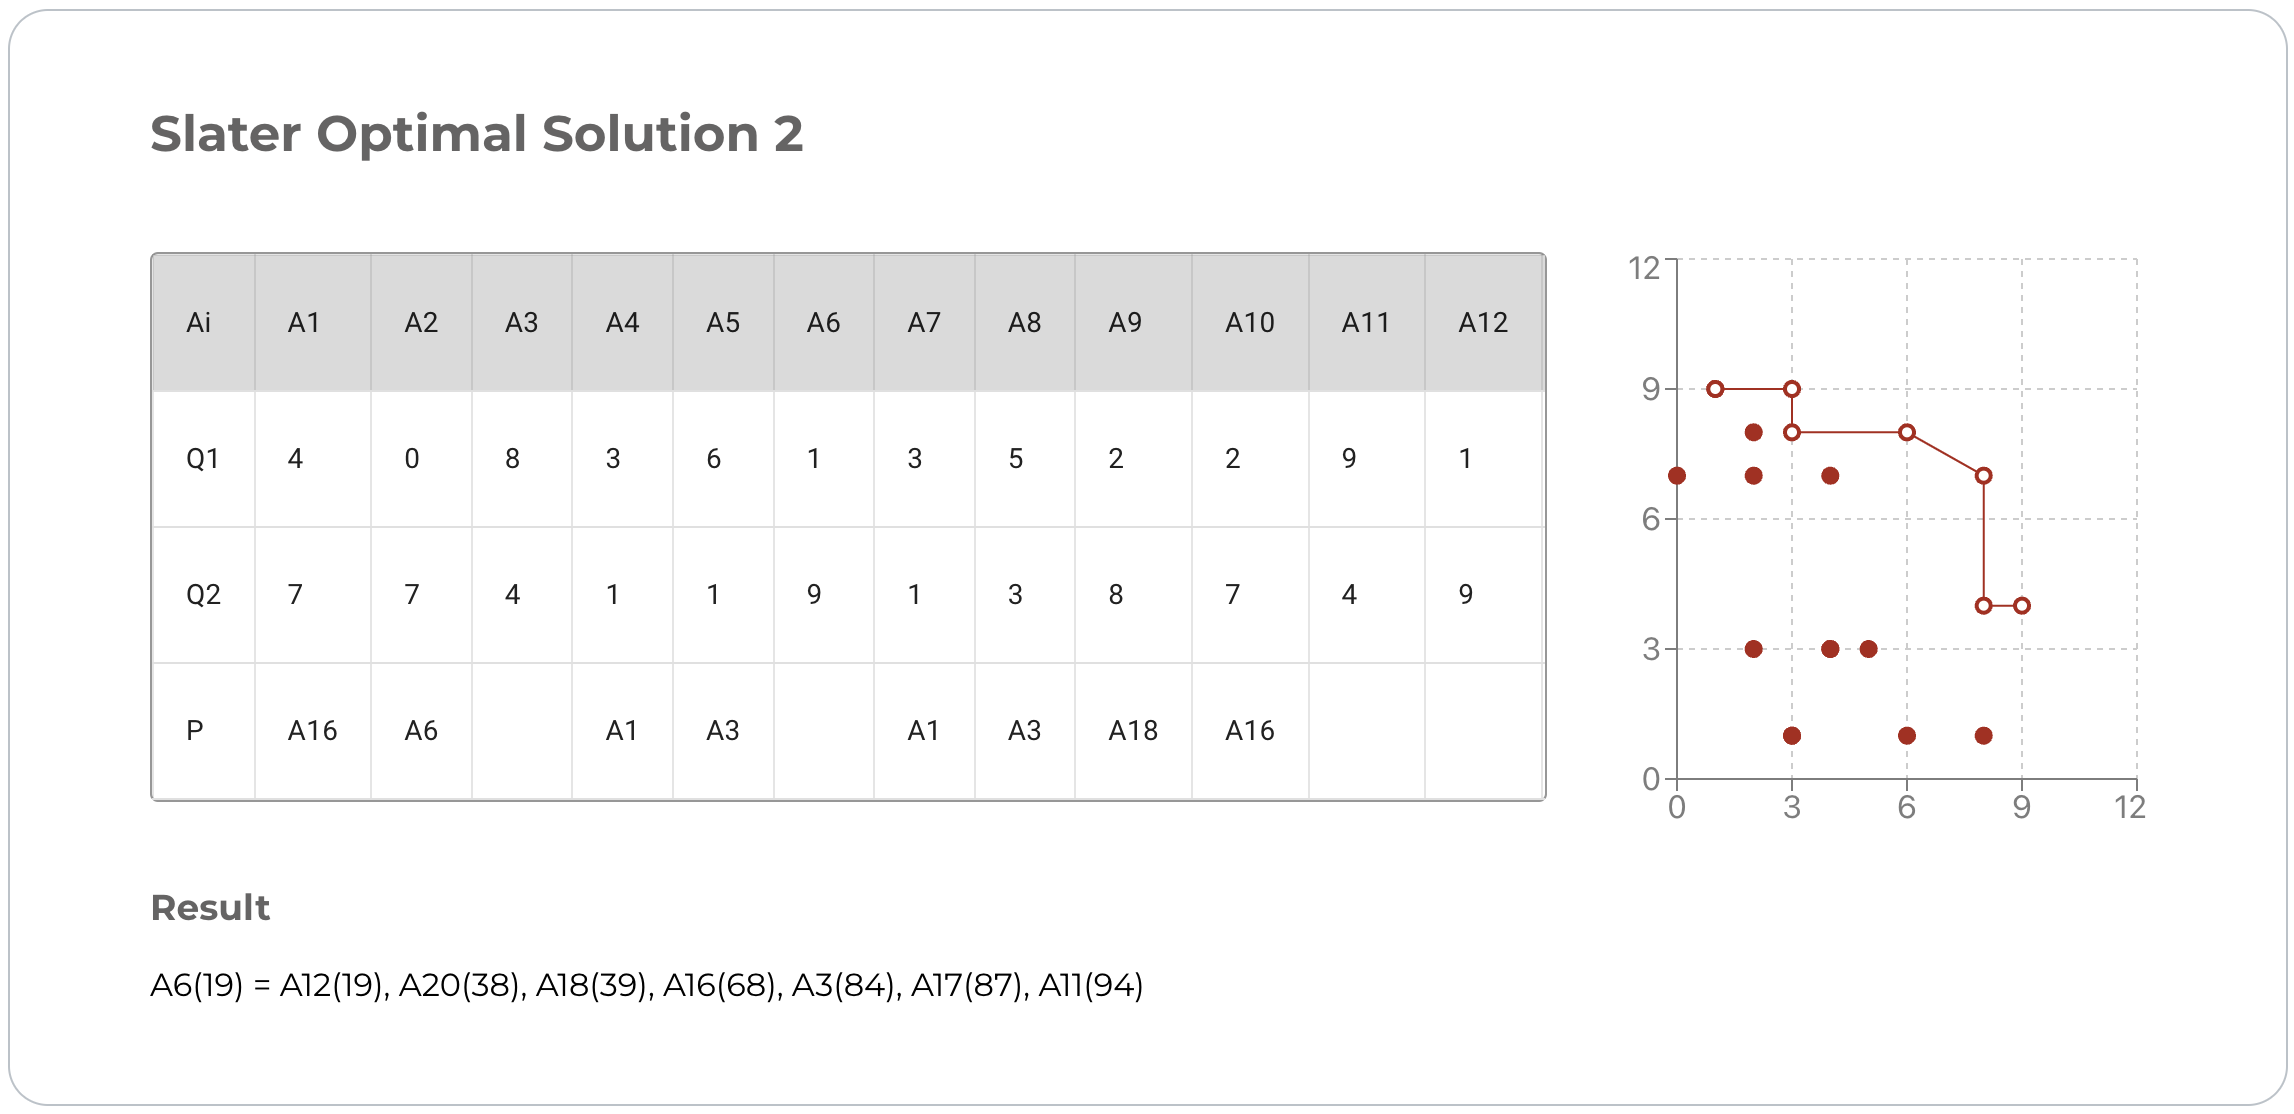 Slater Optimal Solution 2
Ai A1 A2 A3 A4 A5 A6 A7 A8 A9 A10 A11 A12
Q1 4 0 8 3 6 1 3 5 2 2 9 1
Q2 7 7 4 1 1 9 1 3 8 7 4 9
P A16 A6 A1 A3 A1 A3 A18 A16
12
9
6
3
0
0 3 6 9 12
Result
A6(19) = A12(19), A20(38), A18(39), A16(68), A3(84), A17(87), A11(94)